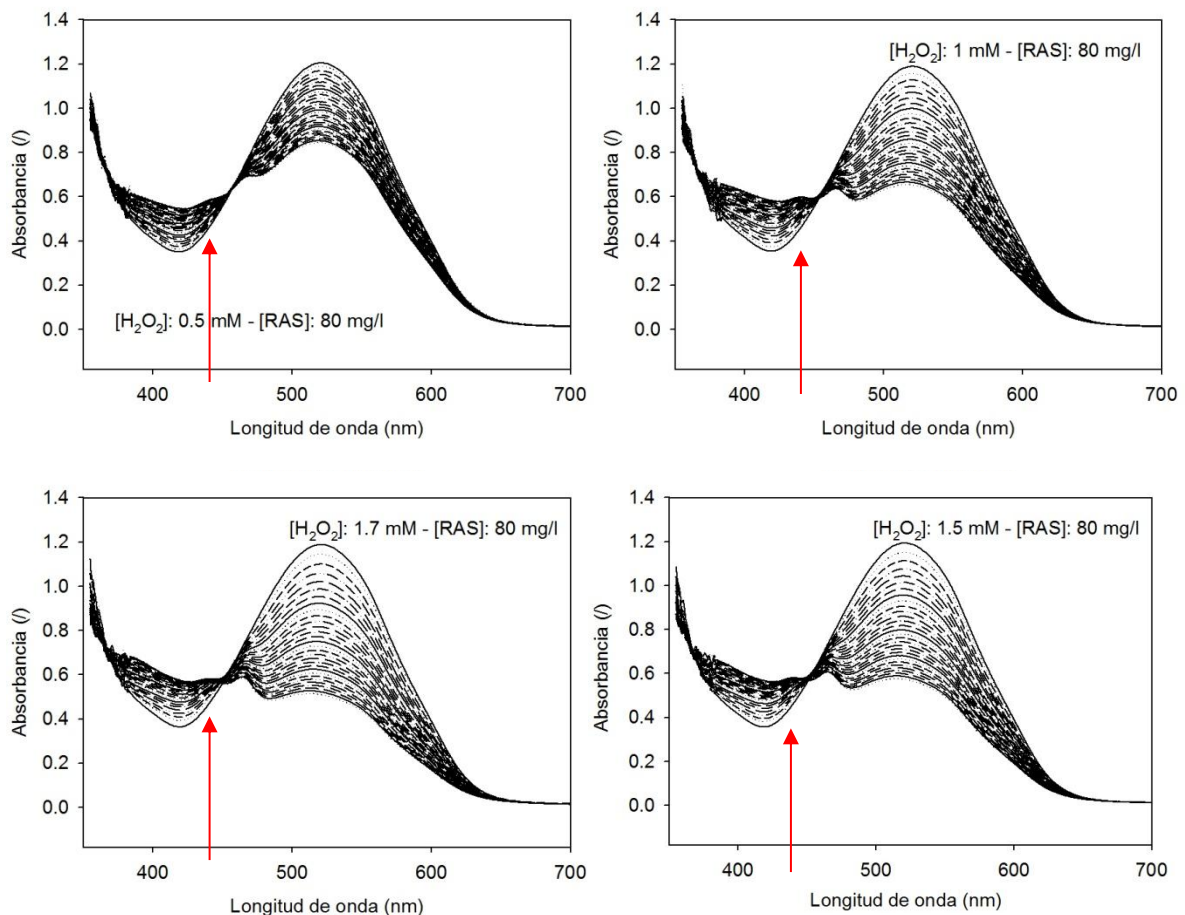 1.4
1.2
1.0
0.8
0.6
0.4
0.2
0.0
Absorbancia (/)
[H₂O₂]: 0.5 mM - [RAS]: 80 mg/l
400 500 600 700
Longitud de onda (nm)
1.4
1.2
1.0
0.8
0.6
0.4
0.2
0.0
Absorbancia (/)
[H₂O₂]: 1 mM - [RAS]: 80 mg/l
400 500 600 700
Longitud de onda (nm)
1.4
1.2
1.0
0.8
0.6
0.4
0.2
0.0
Absorbancia (/)
[H₂O₂]: 1.7 mM - [RAS]: 80 mg/l
400 500 600 700
Longitud de onda (nm)
1.4
1.2
1.0
0.8
0.6
0.4
0.2
0.0
Absorbancia (/)
[H₂O₂]: 1.5 mM - [RAS]: 80 mg/l
400 500 600 700
Longitud de onda (nm)